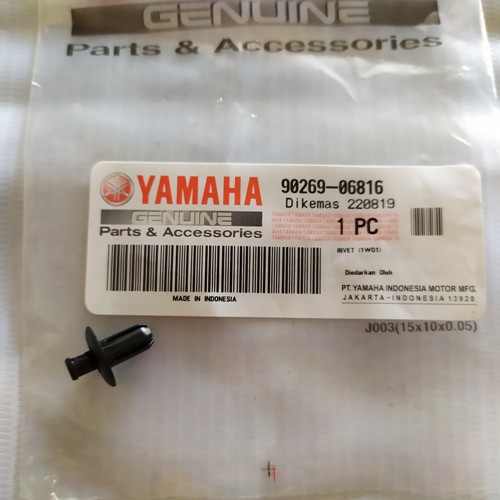 YAMAHA
GENUINE
Parts & Accessories
YAMAHA
GENUINE
Parts & Accessories
90269-06816
Dikemas 220819
1 PC
RIVET (1WD1)
Diedarkan Oleh
PT. YAMAHA INDONESIA MOTOR MFG.
JAKARTA-INDONESIA 13920
MADE IN INDONESIA
J003(15x10x0.05)